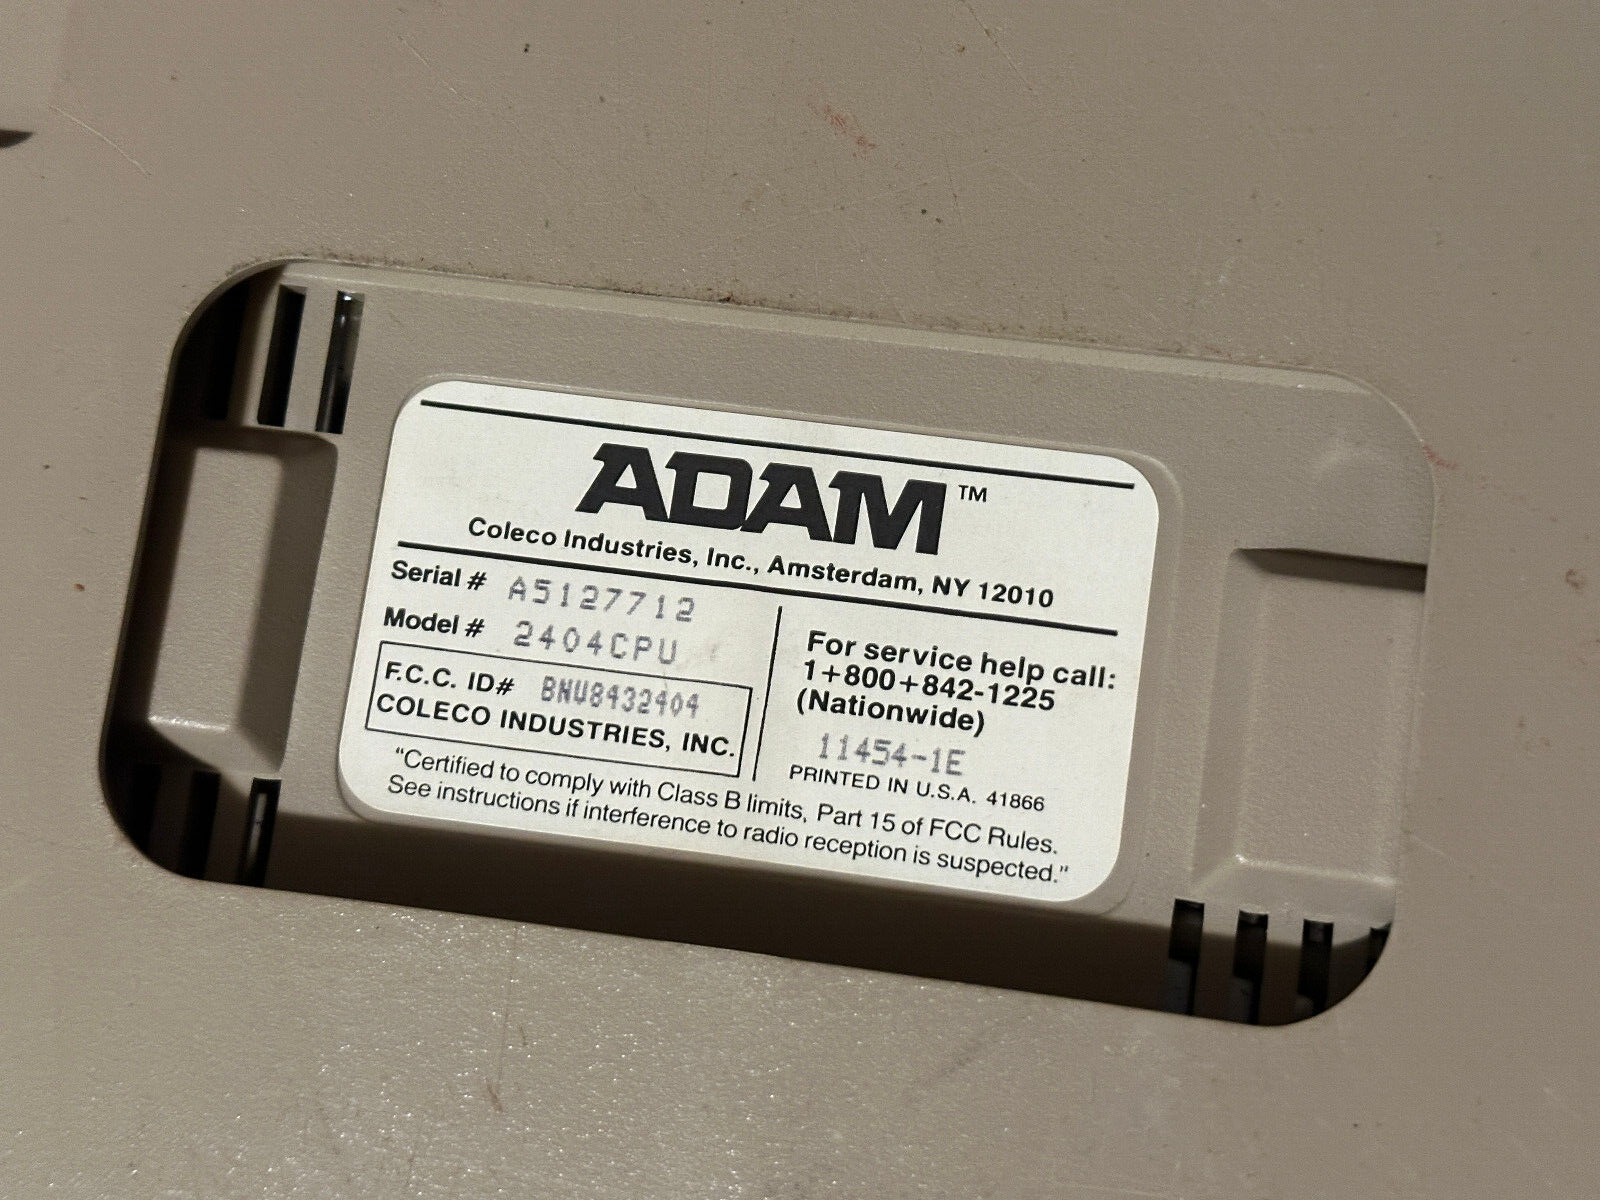 ADAM™
Coleco Industries, Inc., Amsterdam, NY 12010
Serial # A5127712
Model # 2404CPU
F.C.C. ID# BNU8432404
COLECO INDUSTRIES, INC.
For service help call:
1+800+842-1225
(Nationwide)
11454-1E
PRINTED IN U.S.A. 41866
“Certified to comply with Class B limits, Part 15 of FCC Rules.
See instructions if interference to radio reception is suspected.”